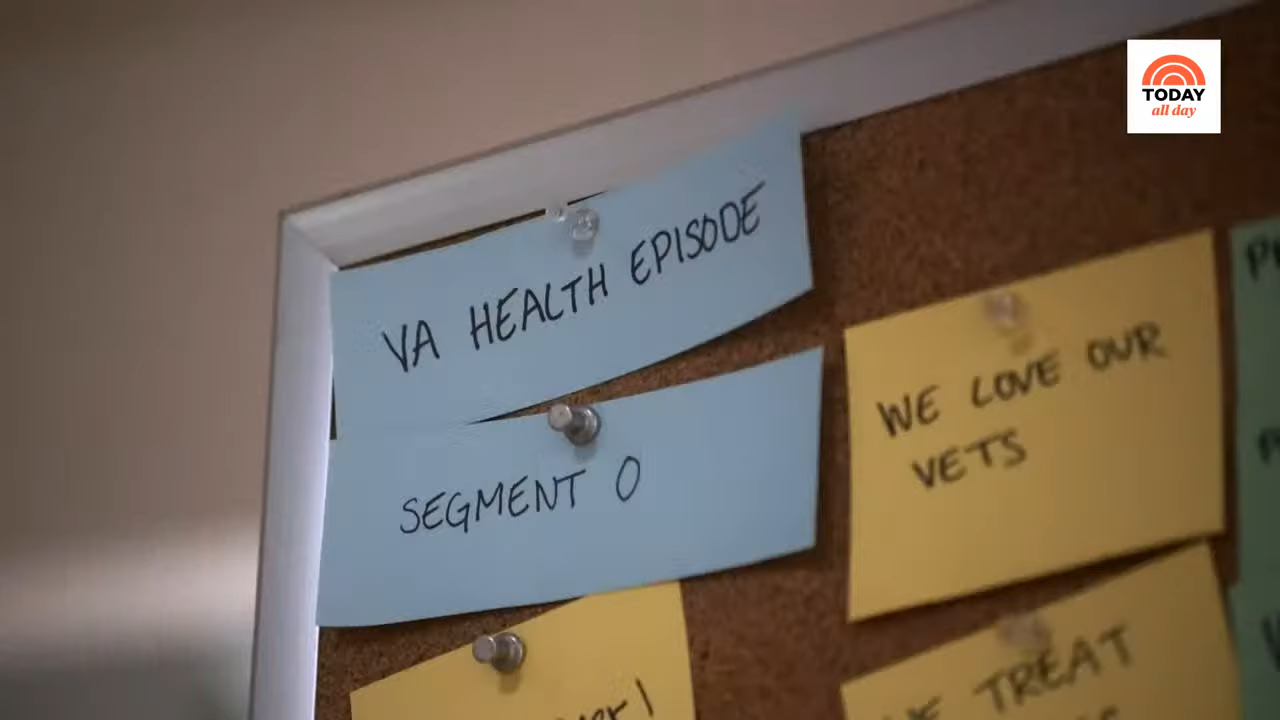 TODAY
all day
VA HEALTH EPISODE
SEGMENT 0
WE LOVE OUR
VETS
TREAT